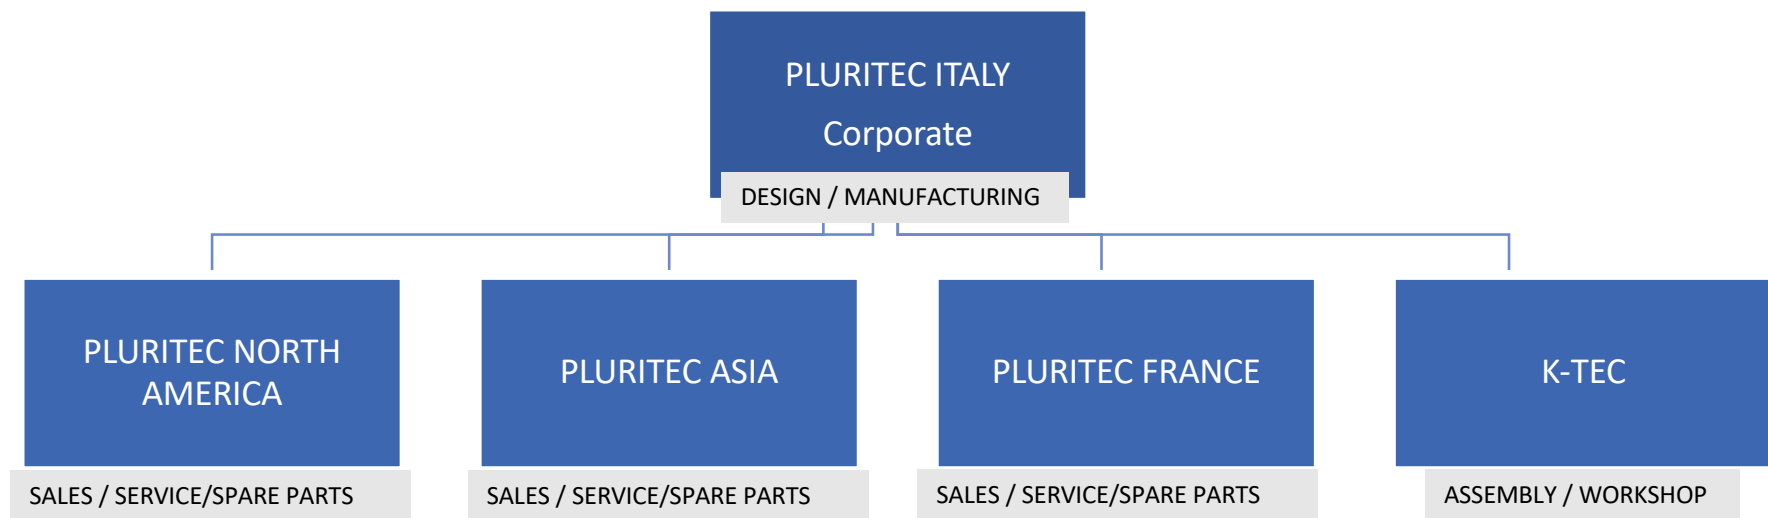 PLURITEC ITALY
Corporate
DESIGN / MANUFACTURING
PLURITEC NORTH
AMERICA
SALES / SERVICE/SPARE PARTS
PLURITEC ASIA
SALES / SERVICE/SPARE PARTS
PLURITEC FRANCE
SALES / SERVICE/SPARE PARTS
K-TEC
ASSEMBLY / WORKSHOP